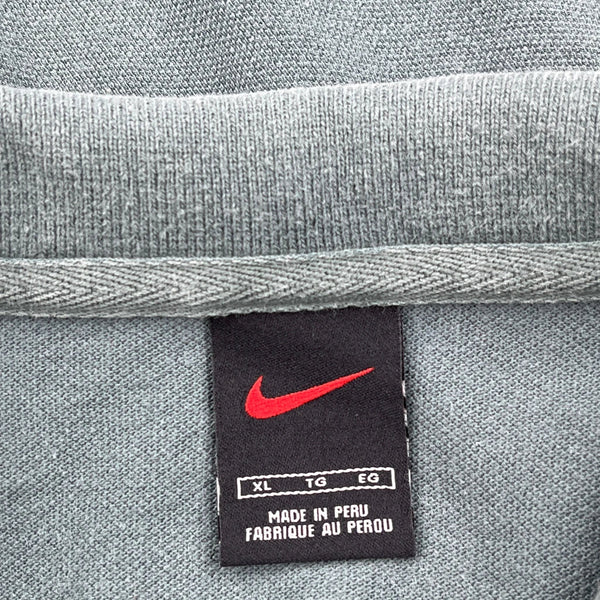 XL TG EG
MADE IN PERU
FABRIQUE AU PEROU